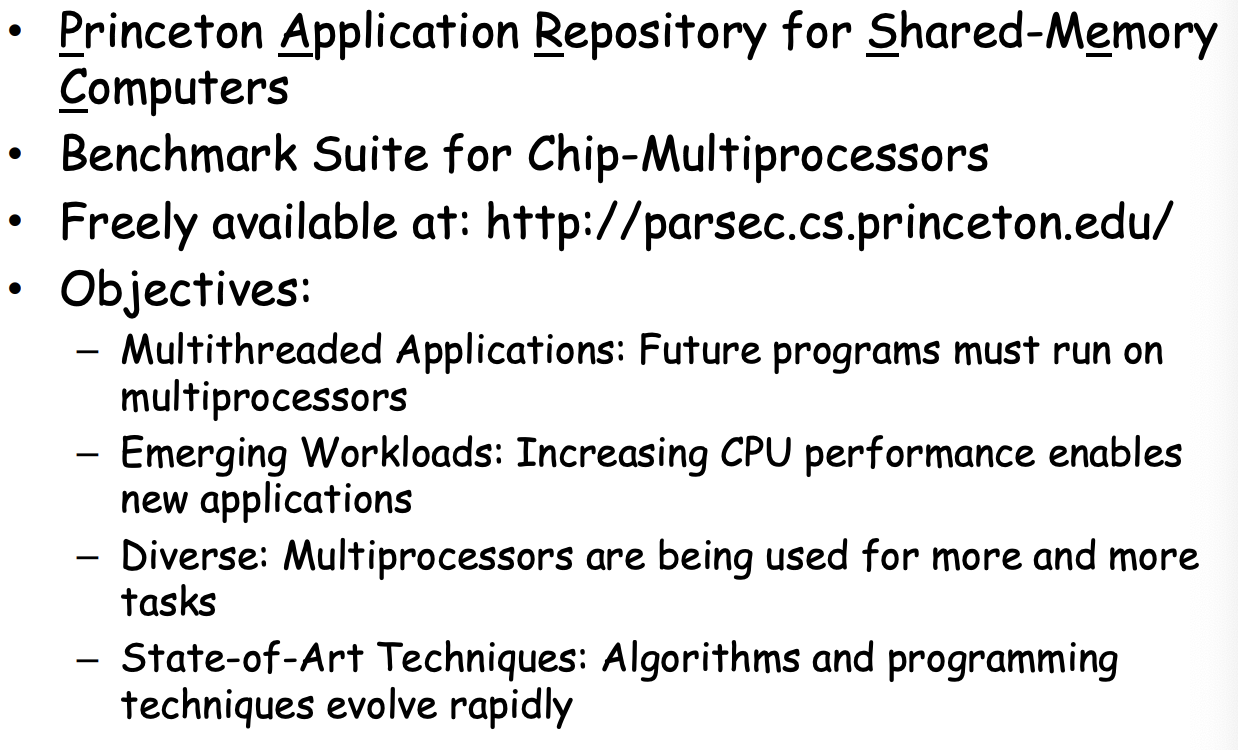 • Princeton Application Repository for Shared-Memory
Computers
• Benchmark Suite for Chip-Multiprocessors
• Freely available at: http://parsec.cs.princeton.edu/
• Objectives:
– Multithreaded Applications: Future programs must run on
multiprocessors
– Emerging Workloads: Increasing CPU performance enables
new applications
– Diverse: Multiprocessors are being used for more and more
tasks
– State-of-Art Techniques: Algorithms and programming
techniques evolve rapidly